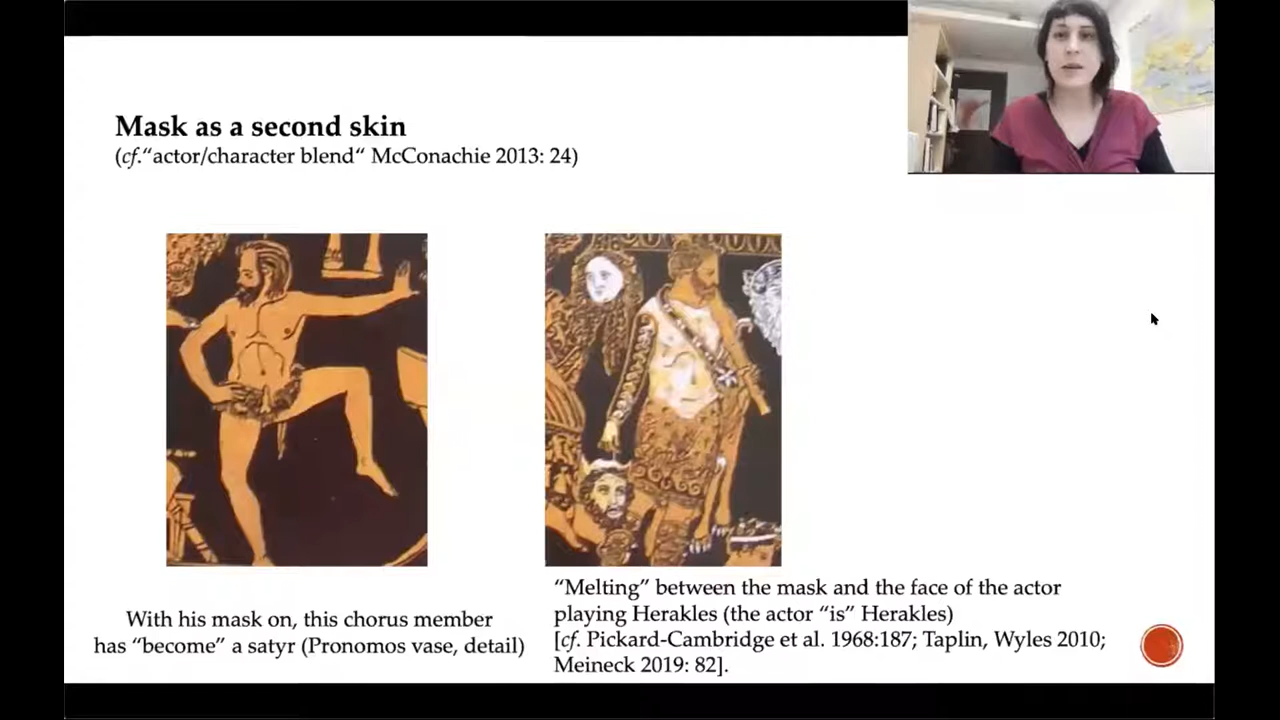 Mask as a second skin
(cf.“actor/character blend“ McConachie 2013: 24)
With his mask on, this chorus member
has “become” a satyr (Pronomos vase, detail)
“Melting” between the mask and the face of the actor
playing Herakles (the actor “is” Herakles)
[cf. Pickard-Cambridge et al. 1968:187; Taplin, Wyles 2010;
Meineck 2019: 82].